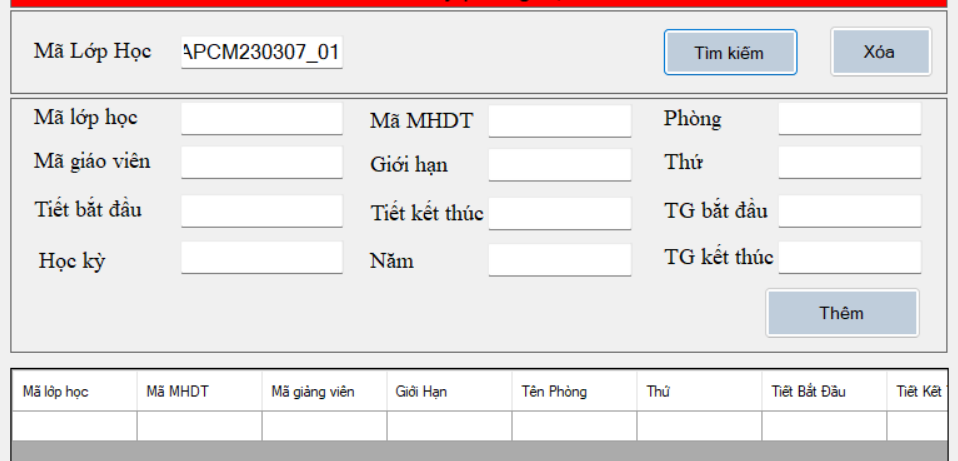 Mã Lớp Học APCM230307_01 Tìm kiếm Xóa
Mã lớp học Mã MHDT Phòng
Mã giáo viên Giới hạn Thứ
Tiết bắt đầu Tiết kết thúc TG bắt đầu
Học kỳ Năm TG kết thúc
Thêm
Mã lôp học Mã MHDT Mã giảng viên Giới Hạn Tên Phòng Thứ Tiết Bắt Đầu Tiết Kết